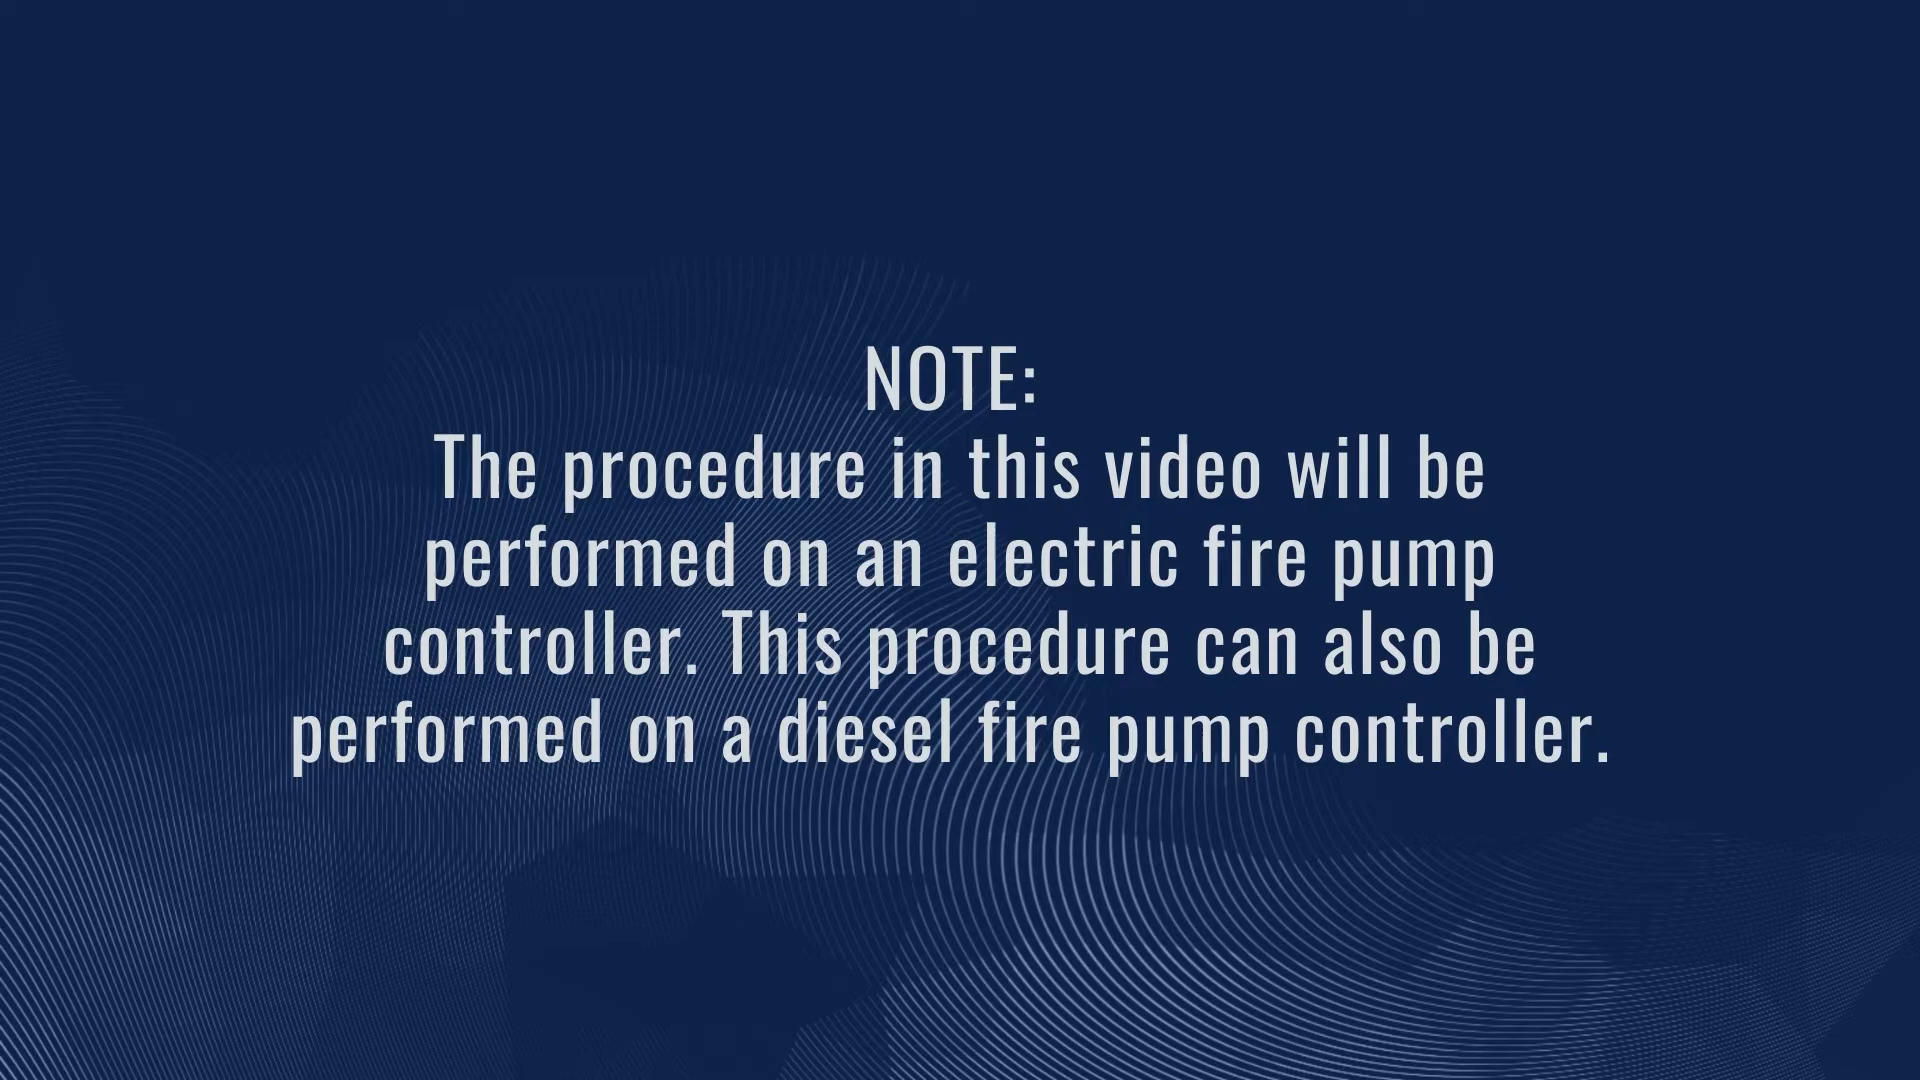 NOTE:
The procedure in this video will be
performed on an electric fire pump
controller. This procedure can also be
performed on a diesel fire pump controller.